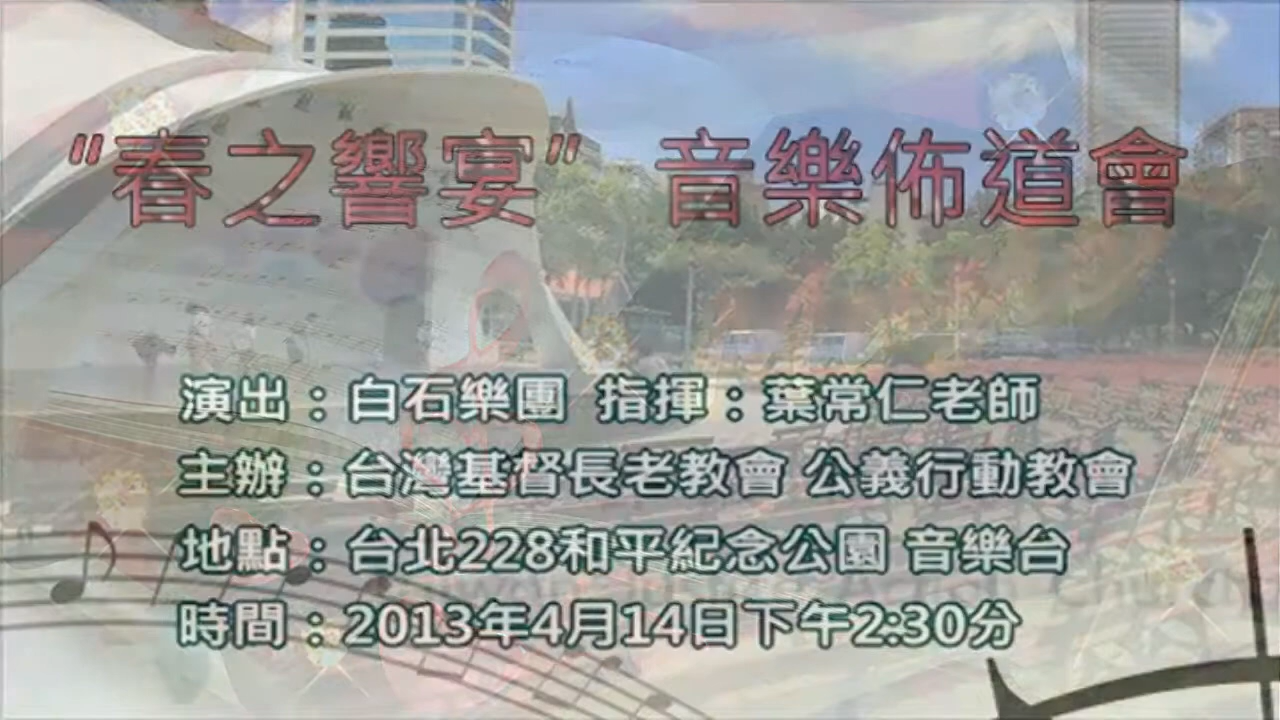 "春之響宴" 音樂佈道會
演出：白石樂團 指揮：葉常仁老師
主辦：台灣基督長老教會 公義行動教會
地點：台北228和平紀念公園 音樂台
時間：2013年4月14日下午2:30分